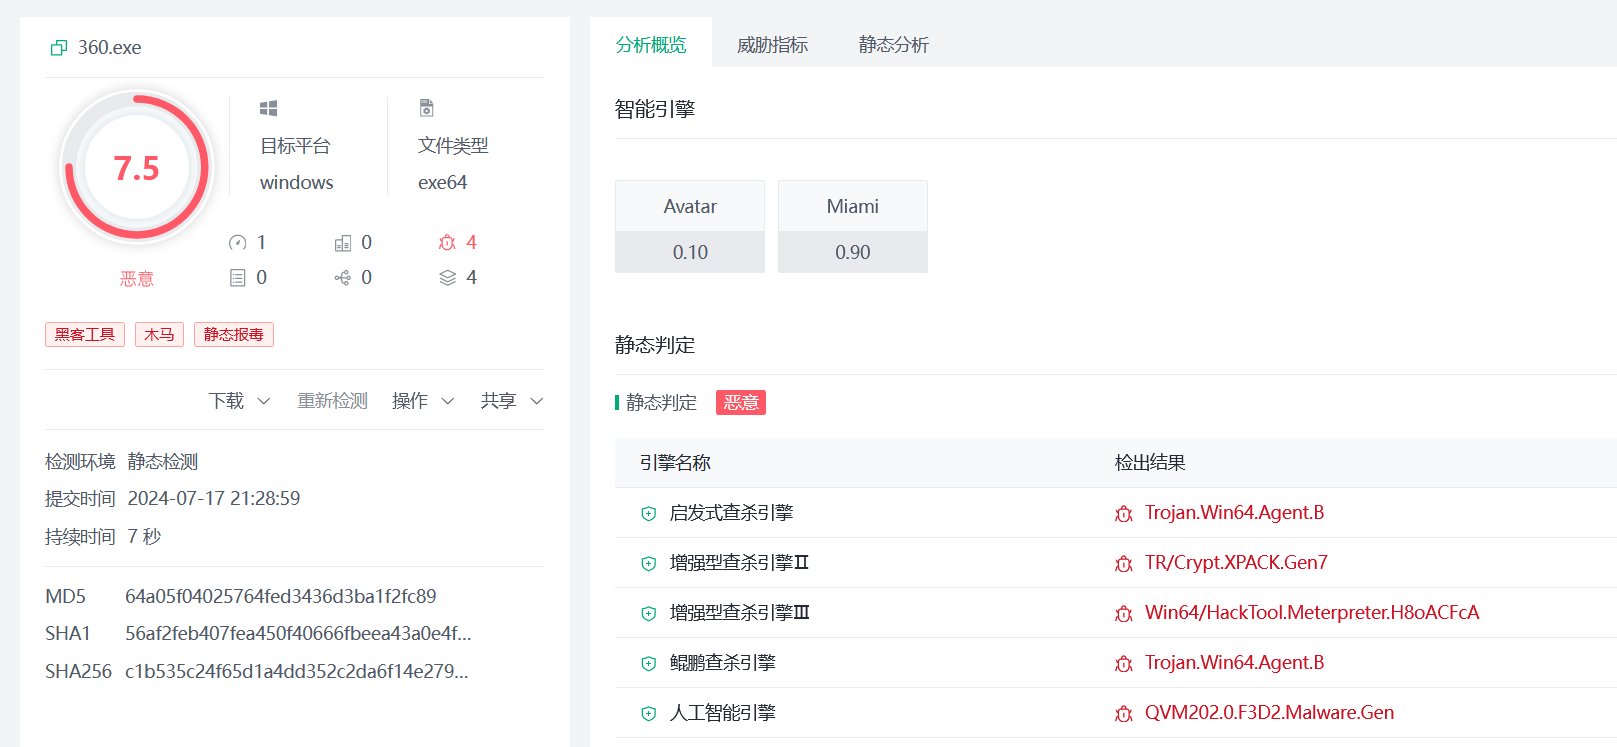 360.exe
7.5
恶意
目标平台
windows
文件类型
exe64
1
0
4
0
0
4
黑客工具 木马 静态报毒
下载 重新检测 操作 共享
检测环境 静态检测
提交时间 2024-07-17 21:28:59
持续时间 7 秒
MD5 64a05f04025764fed3436d3ba1f2fc89
SHA1 56af2feb407fea450f40666fbeea43a0e4f...
SHA256 c1b535c24f65d1a4dd352c2da6f14e279...
分析概览 威胁指标 静态分析
智能引擎
Avatar Miami
0.10 0.90
静态判定
静态判定 恶意
引擎名称 检出结果
启发式查杀引擎 Trojan.Win64.Agent.B
增强型查杀引擎Ⅱ TR/Crypt.XPACK.Gen7
增强型查杀引擎Ⅲ Win64/HackTool.Meterpreter.H8oACFcA
鲲鹏查杀引擎 Trojan.Win64.Agent.B
人工智能引擎 QVM202.0.F3D2.Malware.Gen